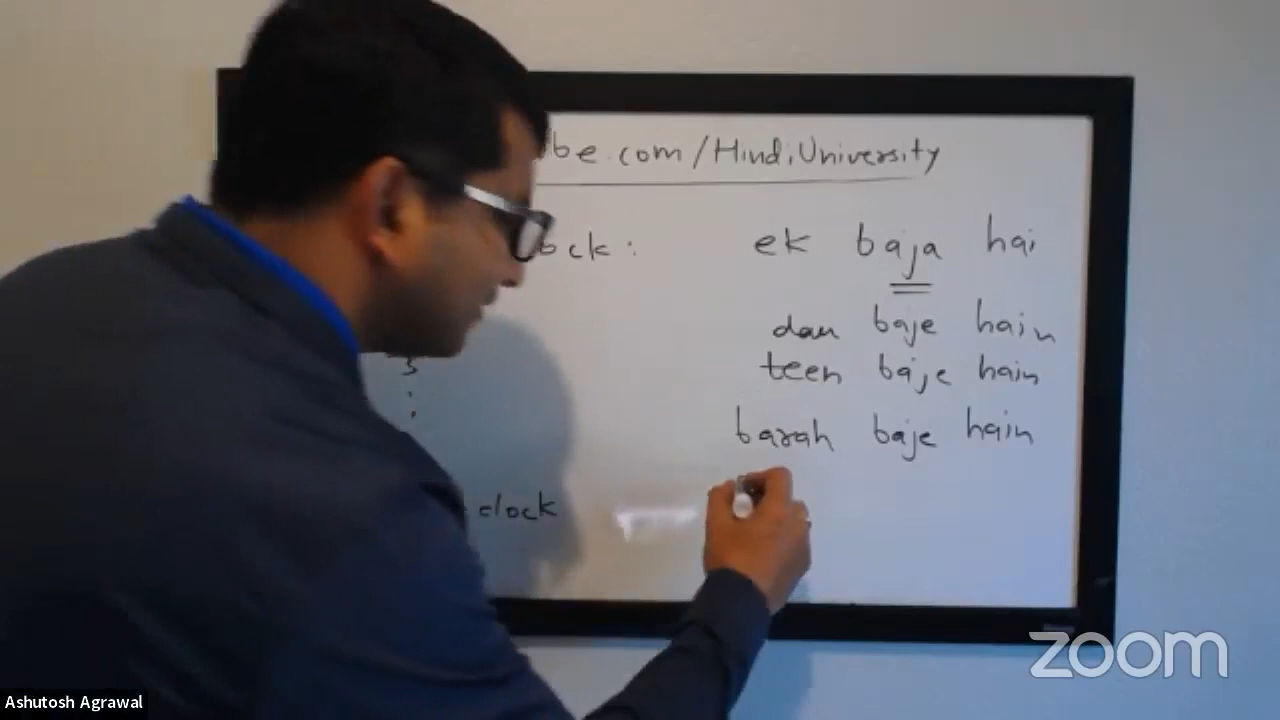 be.com/HindiUniversity
ock : ek baja hai
dau baje hain
3 teen baje hain
:
barah baje hain
clock
zoom
Ashutosh Agrawal